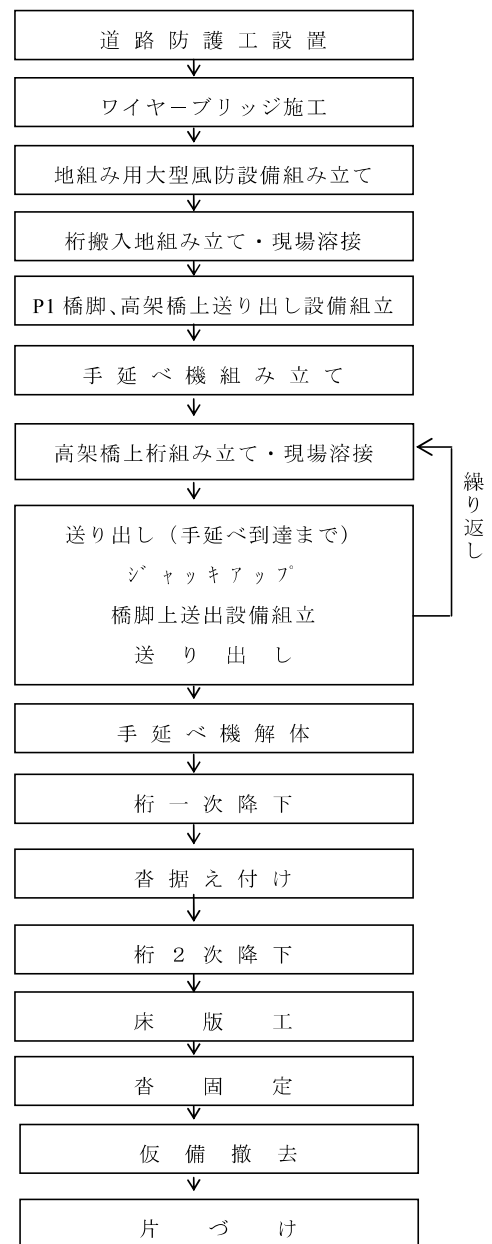 道路防護工設置
ワイヤーブリッジ施工
地組み用大型風防設備組み立て
桁搬入地組み立て・現場溶接
P1 橋脚、高架橋上送り出し設備組立
手延べ機組み立て
高架橋上桁組み立て・現場溶接
繰り返し
送り出し（手延べ到達まで）
ジャッキアップ
橋脚上送出設備組立
送り出し
手延べ機解体
桁一次降下
沓据え付け
桁２次降下
床版工
沓固定
仮備撤去
片づけ